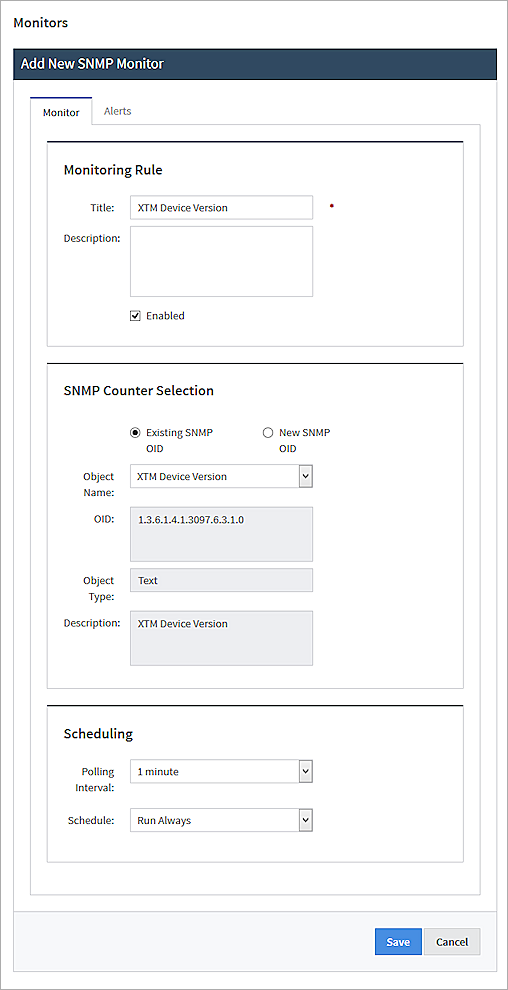 Monitors
Add New SNMP Monitor
Monitor Alerts
Monitoring Rule
Title: XTM Device Version *
Description:
Enabled
SNMP Counter Selection
Existing SNMP OID
New SNMP OID
Object Name: XTM Device Version
OID: 1.3.6.1.4.1.3097.6.3.1.0
Object Type: Text
Description: XTM Device Version
Scheduling
Polling Interval: 1 minute
Schedule: Run Always
Save Cancel